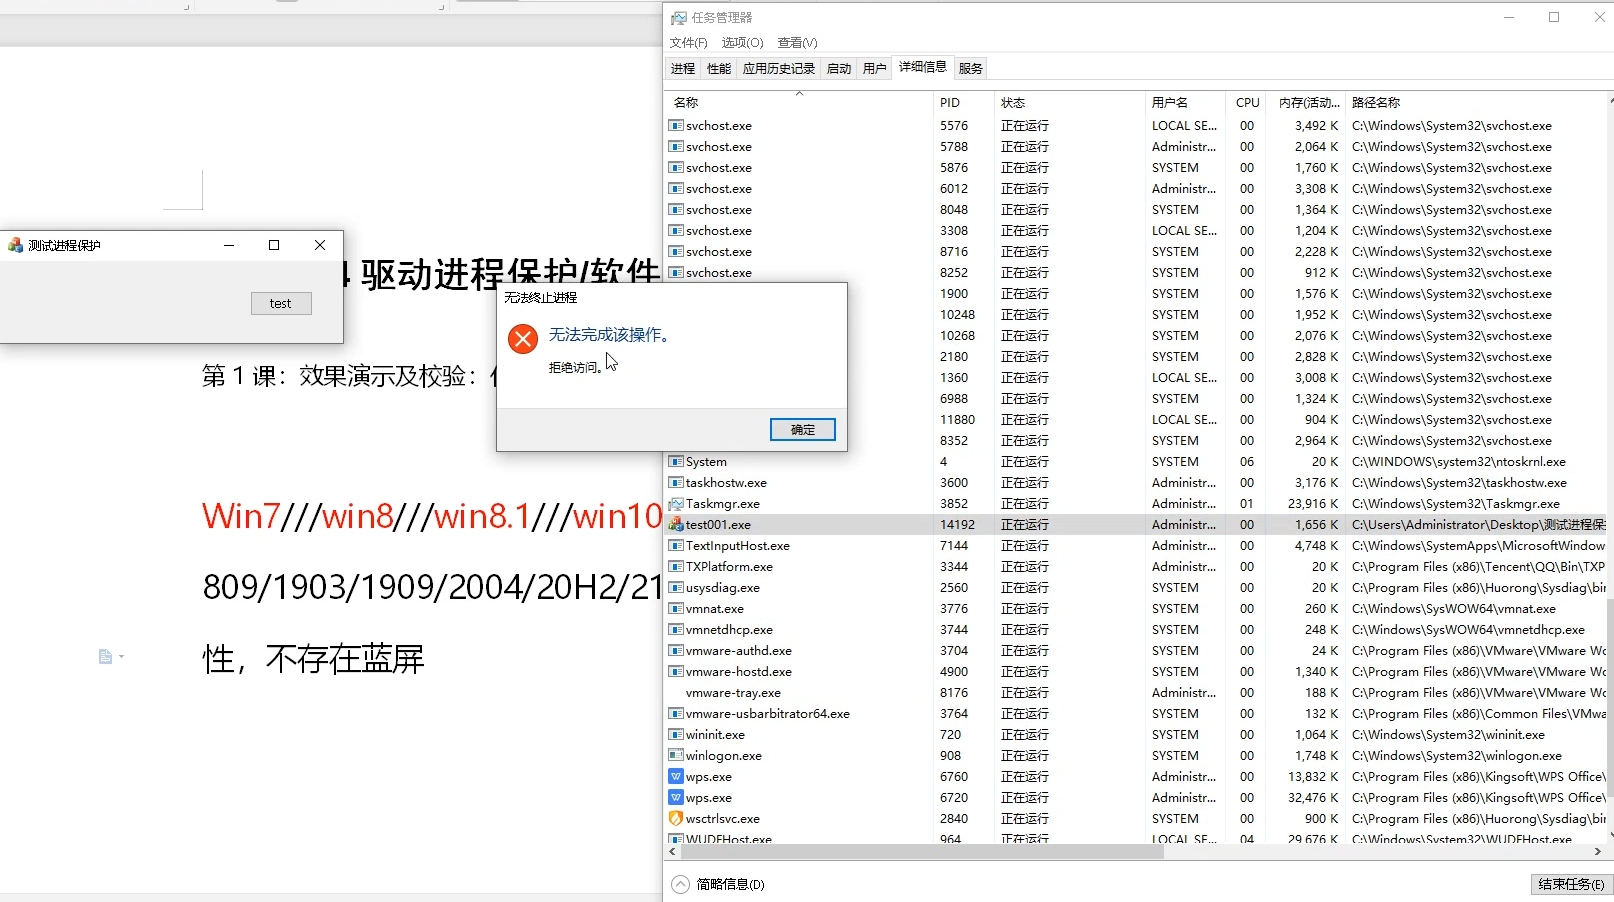 任务管理器
文件(F) 选项(O) 查看(V)
进程 性能 应用历史记录 启动 用户 详细信息 服务
名称 PID 状态 用户名 CPU 内存(活动... 路径名称
svchost.exe 5576 正在运行 LOCAL SE... 00 3,492 K C:\Windows\System32\svchost.exe
svchost.exe 5788 正在运行 Administr... 00 2,064 K C:\Windows\System32\svchost.exe
svchost.exe 5876 正在运行 SYSTEM 00 1,760 K C:\Windows\System32\svchost.exe
svchost.exe 6012 正在运行 Administr... 00 3,308 K C:\Windows\System32\svchost.exe
svchost.exe 8048 正在运行 SYSTEM 00 1,364 K C:\Windows\System32\svchost.exe
svchost.exe 3308 正在运行 LOCAL SE... 00 1,204 K C:\Windows\System32\svchost.exe
svchost.exe 8716 正在运行 SYSTEM 00 2,228 K C:\Windows\System32\svchost.exe
svchost.exe 8252 正在运行 SYSTEM 00 912 K C:\Windows\System32\svchost.exe
1900 正在运行 SYSTEM 00 1,576 K C:\Windows\System32\svchost.exe
10248 正在运行 SYSTEM 00 1,952 K C:\Windows\System32\svchost.exe
10268 正在运行 SYSTEM 00 2,076 K C:\Windows\System32\svchost.exe
2180 正在运行 SYSTEM 00 2,828 K C:\Windows\System32\svchost.exe
1360 正在运行 LOCAL SE... 00 3,008 K C:\Windows\System32\svchost.exe
6988 正在运行 SYSTEM 00 1,324 K C:\Windows\System32\svchost.exe
11880 正在运行 LOCAL SE... 00 904 K C:\Windows\System32\svchost.exe
8352 正在运行 SYSTEM 00 2,964 K C:\Windows\System32\svchost.exe
System 4 正在运行 SYSTEM 06 20 K C:\WINDOWS\system32\ntoskrnl.exe
taskhostw.exe 3600 正在运行 Administr... 00 3,176 K C:\Windows\System32\taskhostw.exe
Taskmgr.exe 3852 正在运行 Administr... 01 23,916 K C:\Windows\System32\Taskmgr.exe
test001.exe 14192 正在运行 Administr... 00 1,656 K C:\Users\Administrator\Desktop\测试进程保
TextInputHost.exe 7144 正在运行 Administr... 00 4,748 K C:\Windows\SystemApps\MicrosoftWindow
TXPlatform.exe 3344 正在运行 Administr... 00 20 K C:\Program Files (x86)\Tencent\QQ\Bin\TXP
usysdiag.exe 2560 正在运行 SYSTEM 00 20 K C:\Program Files (x86)\Huorong\Sysdiag\bin
vmnat.exe 3776 正在运行 SYSTEM 00 260 K C:\Windows\SysWOW64\vmnat.exe
vmnetdhcp.exe 3744 正在运行 SYSTEM 00 248 K C:\Windows\SysWOW64\vmnetdhcp.exe
vmware-authd.exe 3704 正在运行 SYSTEM 00 24 K C:\Program Files (x86)\VMware\VMware Wo
vmware-hostd.exe 4900 正在运行 SYSTEM 00 1,340 K C:\Program Files (x86)\VMware\VMware Wo
vmware-tray.exe 8176 正在运行 Administr... 00 188 K C:\Program Files (x86)\VMware\VMware Wo
vmware-usbarbitrator64.exe 3764 正在运行 SYSTEM 00 132 K C:\Program Files (x86)\Common Files\VMwa
wininit.exe 720 正在运行 SYSTEM 00 1,064 K C:\Windows\System32\wininit.exe
winlogon.exe 908 正在运行 SYSTEM 00 1,748 K C:\Windows\System32\winlogon.exe
wps.exe 6760 正在运行 Administr... 00 13,832 K C:\Program Files (x86)\Kingsoft\WPS Office\
wps.exe 6720 正在运行 Administr... 00 32,476 K C:\Program Files (x86)\Kingsoft\WPS Office\
wsctrlsvc.exe 2840 正在运行 SYSTEM 00 900 K C:\Program Files (x86)\Huorong\Sysdiag\bin
WUDFHost.exe 964 正在运行 LOCAL SE... 04 29,676 K C:\Windows\System32\WUDFHost.exe
简略信息(D) 结束任务(E)
测试进程保护
test
无法终止进程
无法完成该操作。
拒绝访问。
确定
4 驱动进程保护/软件
第 1 课：效果演示及校验：
Win7///win8///win8.1///win10
809/1903/1909/2004/20H2/21
性，不存在蓝屏